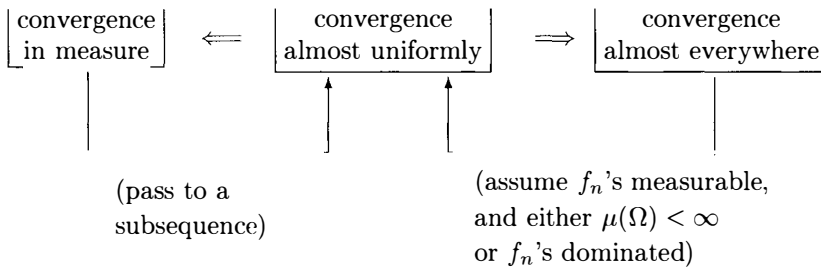 convergence
in measure
⇐
convergence
almost uniformly
⇒
convergence
almost everywhere
(pass to a
subsequence)
(assume fₙ's measurable,
and either μ(Ω) < ∞
or fₙ's dominated)